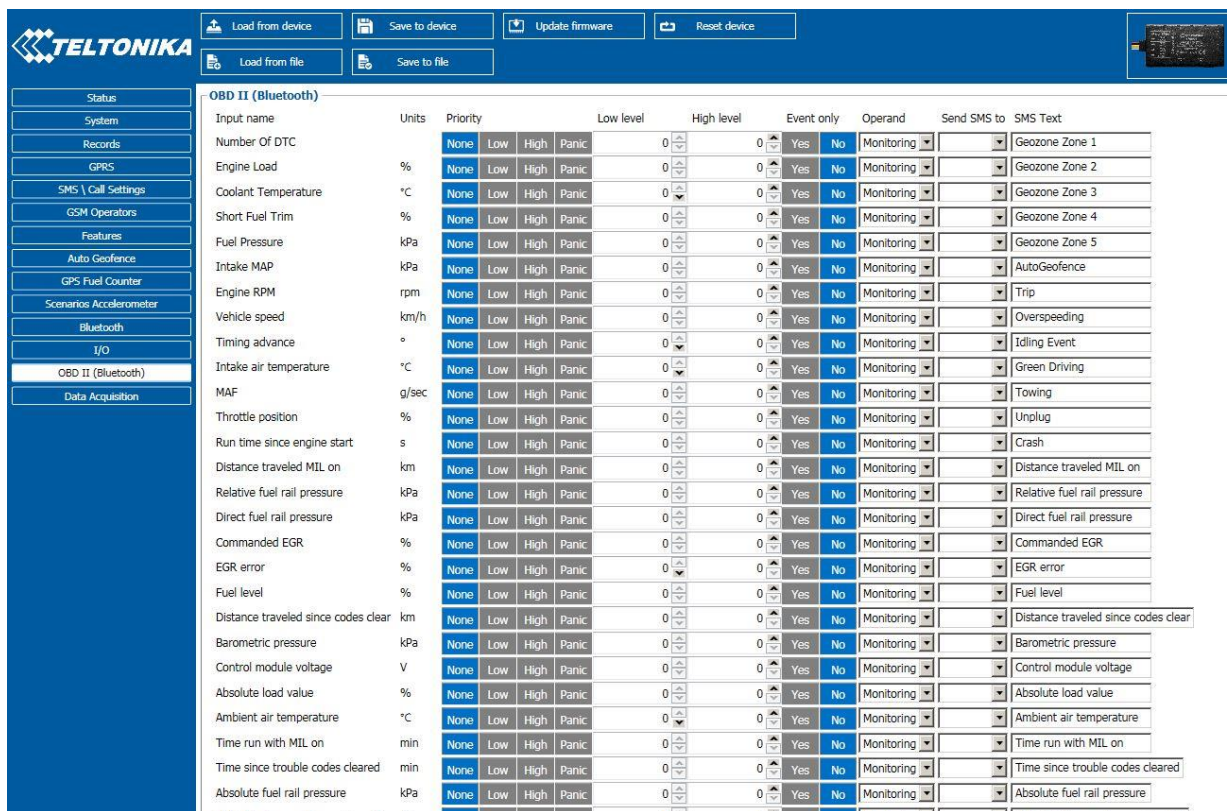 TELTONIKA
Load from device Save to device Update firmware Reset device
Load from file Save to file
Status
System
Records
GPRS
SMS \ Call Settings
GSM Operators
Features
Auto Geofence
GPS Fuel Counter
Scenarios Accelerometer
Bluetooth
I/O
OBD II (Bluetooth)
Data Acquisition
OBD II (Bluetooth)
Input name Units Priority Low level High level Event only Operand Send SMS to SMS Text
Number Of DTC None Low High Panic 0 0 Yes No Monitoring Geozone Zone 1
Engine Load % None Low High Panic 0 0 Yes No Monitoring Geozone Zone 2
Coolant Temperature °C None Low High Panic 0 0 Yes No Monitoring Geozone Zone 3
Short Fuel Trim % None Low High Panic 0 0 Yes No Monitoring Geozone Zone 4
Fuel Pressure kPa None Low High Panic 0 0 Yes No Monitoring Geozone Zone 5
Intake MAP kPa None Low High Panic 0 0 Yes No Monitoring AutoGeofence
Engine RPM rpm None Low High Panic 0 0 Yes No Monitoring Trip
Vehicle speed km/h None Low High Panic 0 0 Yes No Monitoring Overspeeding
Timing advance ° None Low High Panic 0 0 Yes No Monitoring Idling Event
Intake air temperature °C None Low High Panic 0 0 Yes No Monitoring Green Driving
MAF g/sec None Low High Panic 0 0 Yes No Monitoring Towing
Throttle position % None Low High Panic 0 0 Yes No Monitoring Unplug
Run time since engine start s None Low High Panic 0 0 Yes No Monitoring Crash
Distance traveled MIL on km None Low High Panic 0 0 Yes No Monitoring Distance traveled MIL on
Relative fuel rail pressure kPa None Low High Panic 0 0 Yes No Monitoring Relative fuel rail pressure
Direct fuel rail pressure kPa None Low High Panic 0 0 Yes No Monitoring Direct fuel rail pressure
Commanded EGR % None Low High Panic 0 0 Yes No Monitoring Commanded EGR
EGR error % None Low High Panic 0 0 Yes No Monitoring EGR error
Fuel level % None Low High Panic 0 0 Yes No Monitoring Fuel level
Distance traveled since codes clear km None Low High Panic 0 0 Yes No Monitoring Distance traveled since codes clear
Barometric pressure kPa None Low High Panic 0 0 Yes No Monitoring Barometric pressure
Control module voltage V None Low High Panic 0 0 Yes No Monitoring Control module voltage
Absolute load value % None Low High Panic 0 0 Yes No Monitoring Absolute load value
Ambient air temperature °C None Low High Panic 0 0 Yes No Monitoring Ambient air temperature
Time run with MIL on min None Low High Panic 0 0 Yes No Monitoring Time run with MIL on
Time since trouble codes cleared min None Low High Panic 0 0 Yes No Monitoring Time since trouble codes cleared
Absolute fuel rail pressure kPa None Low High Panic 0 0 Yes No Monitoring Absolute fuel rail pressure